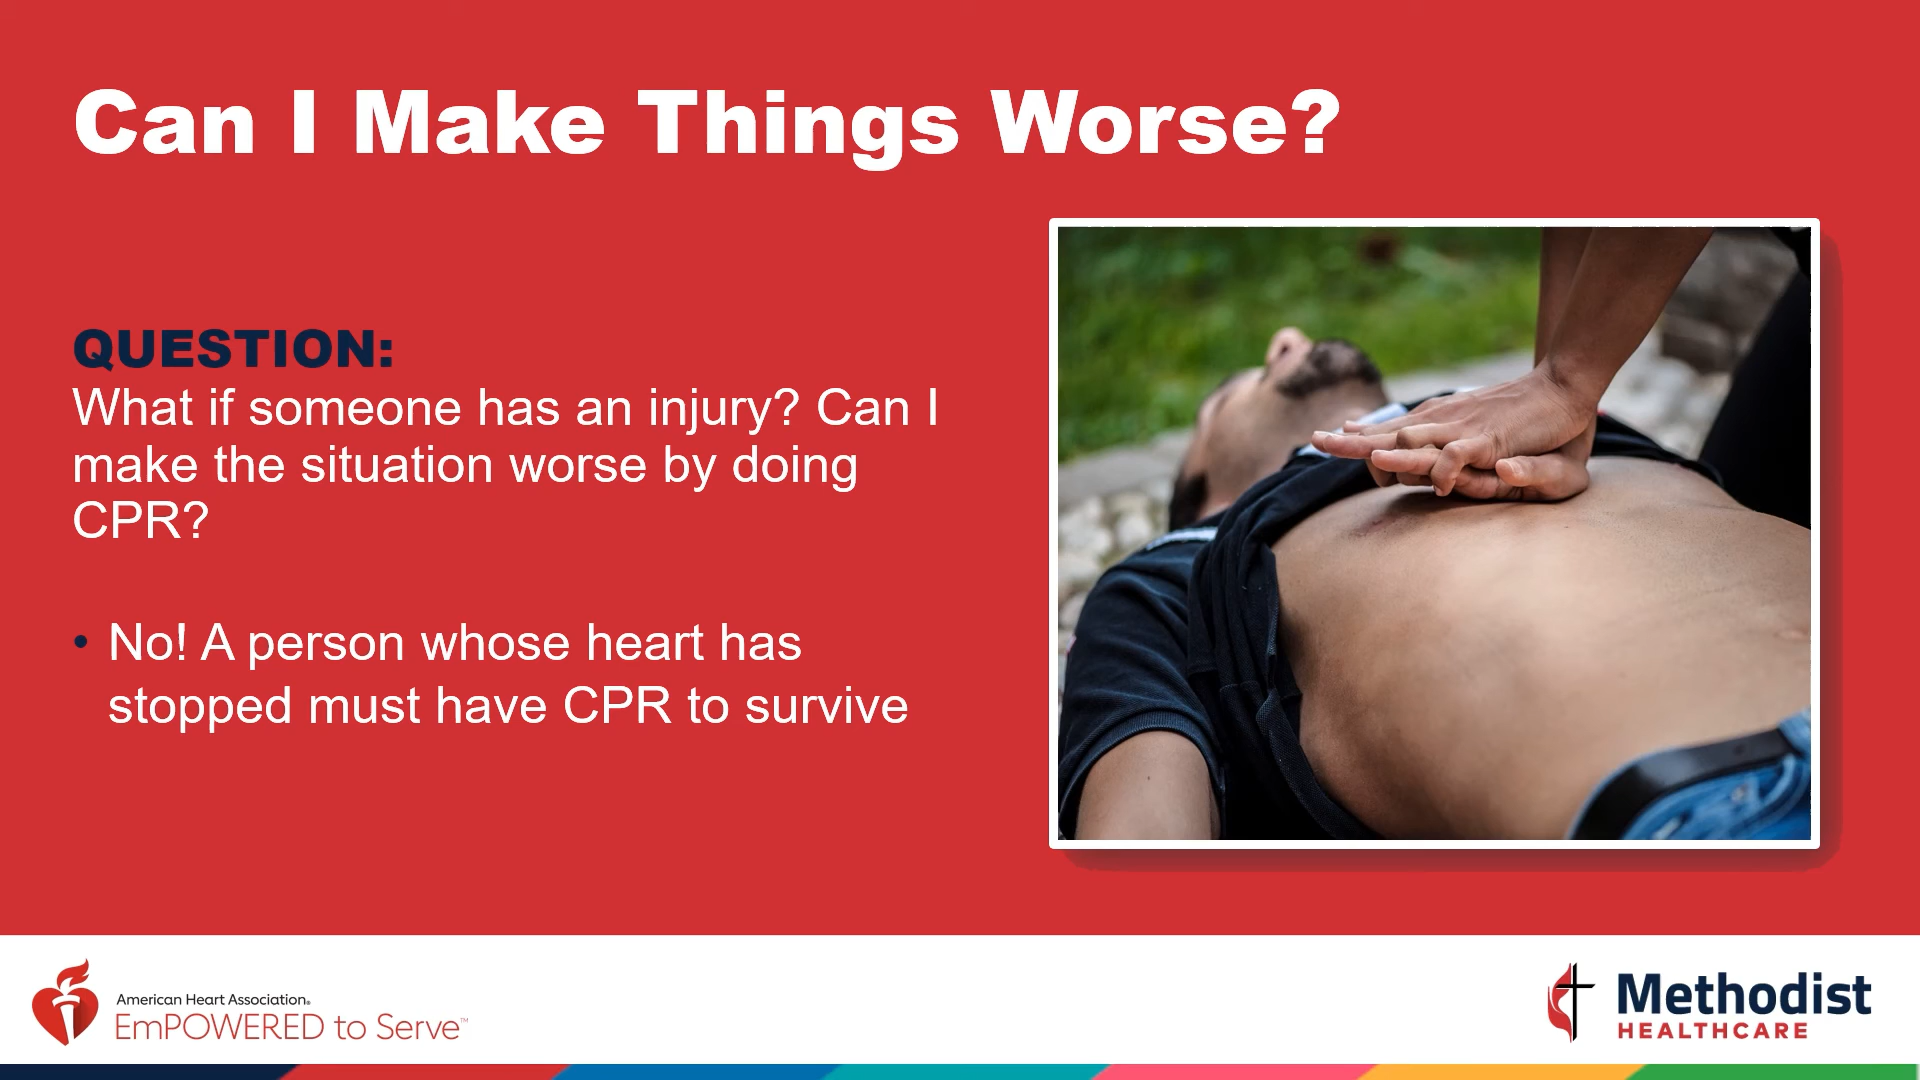 Can I Make Things Worse?
QUESTION:
What if someone has an injury? Can I
make the situation worse by doing
CPR?
• No! A person whose heart has
stopped must have CPR to survive
American Heart Association®
EmPOWERED to Serve™
Methodist
HEALTHCARE